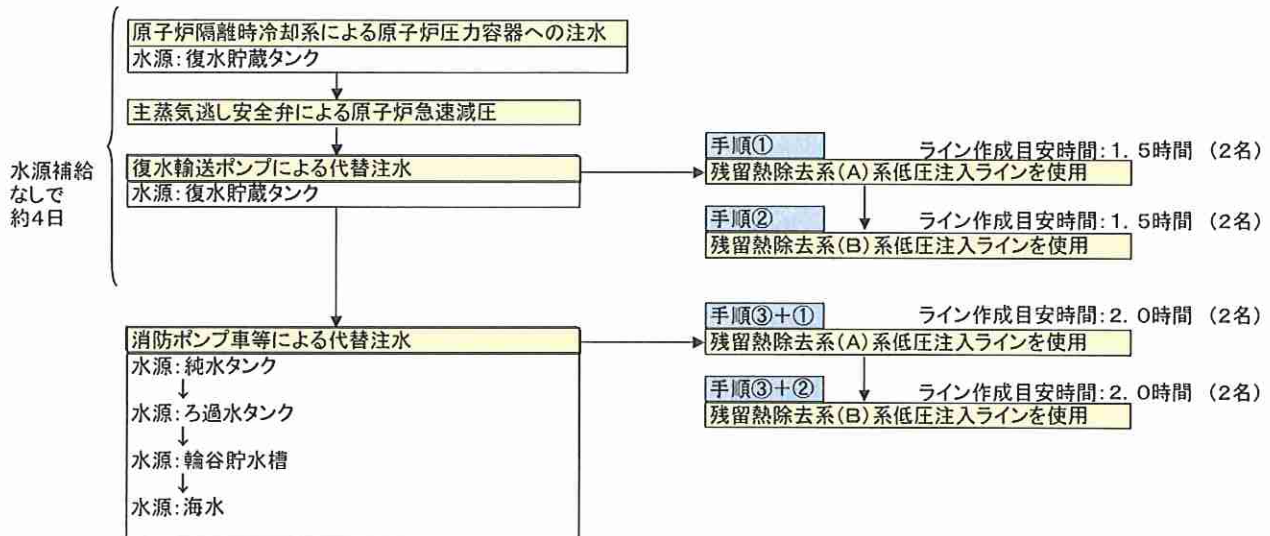 原子炉隔離時冷却系による原子炉圧力容器への注水
水源:復水貯蔵タンク
主蒸気逃し安全弁による原子炉急速減圧
復水輸送ポンプによる代替注水
水源:復水貯蔵タンク
水源補給
なしで
約4日
手順① ライン作成目安時間:1.5時間 (2名)
残留熱除去系(A)系低圧注入ラインを使用
手順② ライン作成目安時間:1.5時間 (2名)
残留熱除去系(B)系低圧注入ラインを使用
消防ポンプ車等による代替注水
水源:純水タンク
↓
水源:ろ過水タンク
↓
水源:輪谷貯水槽
↓
水源:海水
手順③+① ライン作成目安時間:2.0時間 (2名)
残留熱除去系(A)系低圧注入ラインを使用
手順③+② ライン作成目安時間:2.0時間 (2名)
残留熱除去系(B)系低圧注入ラインを使用